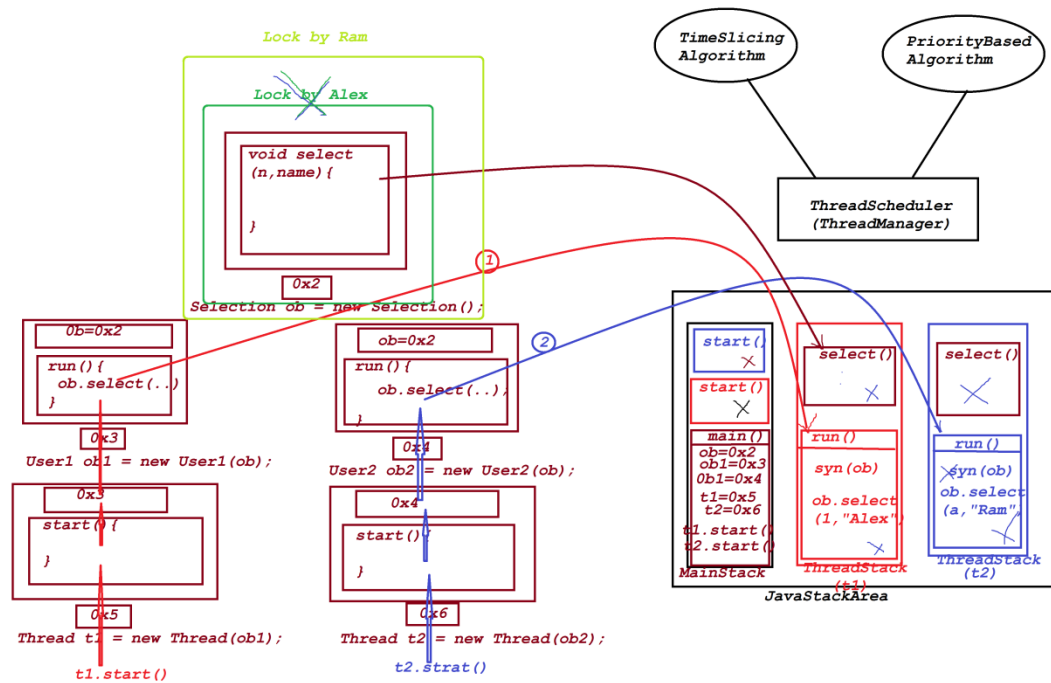 Lock by Ram
Lock by Alex
void select
(n,name){
}
0x2
Selection ob = new Selection();
TimeSlicing
Algorithm
PriorityBased
Algorithm
ThreadScheduler
(ThreadManager)
1
2
0b=0x2
run(){
ob.select(..)
}
0x3
User1 ob1 = new User1(ob);
0x3
start(){
}
0x5
Thread t1 = new Thread(ob1);
t1.start()
ob=0x2
run(){
ob.select(..);
}
0x4
User2 ob2 = new User2(ob);
0x4
start(){
}
0x6
Thread t2 = new Thread(ob2);
t2.strat()
start()
start()
main()
ob=0x2
ob1=0x3
0b1=0x4
t1=0x5
t2=0x6
t1.start()
t2.start()
MainStack
select()
run()
syn(ob)
ob.select
(1,"Alex")
ThreadStack
(t1)
select()
run()
syn(ob)
ob.select
(a,"Ram"
ThreadStack
(t2)
JavaStackArea